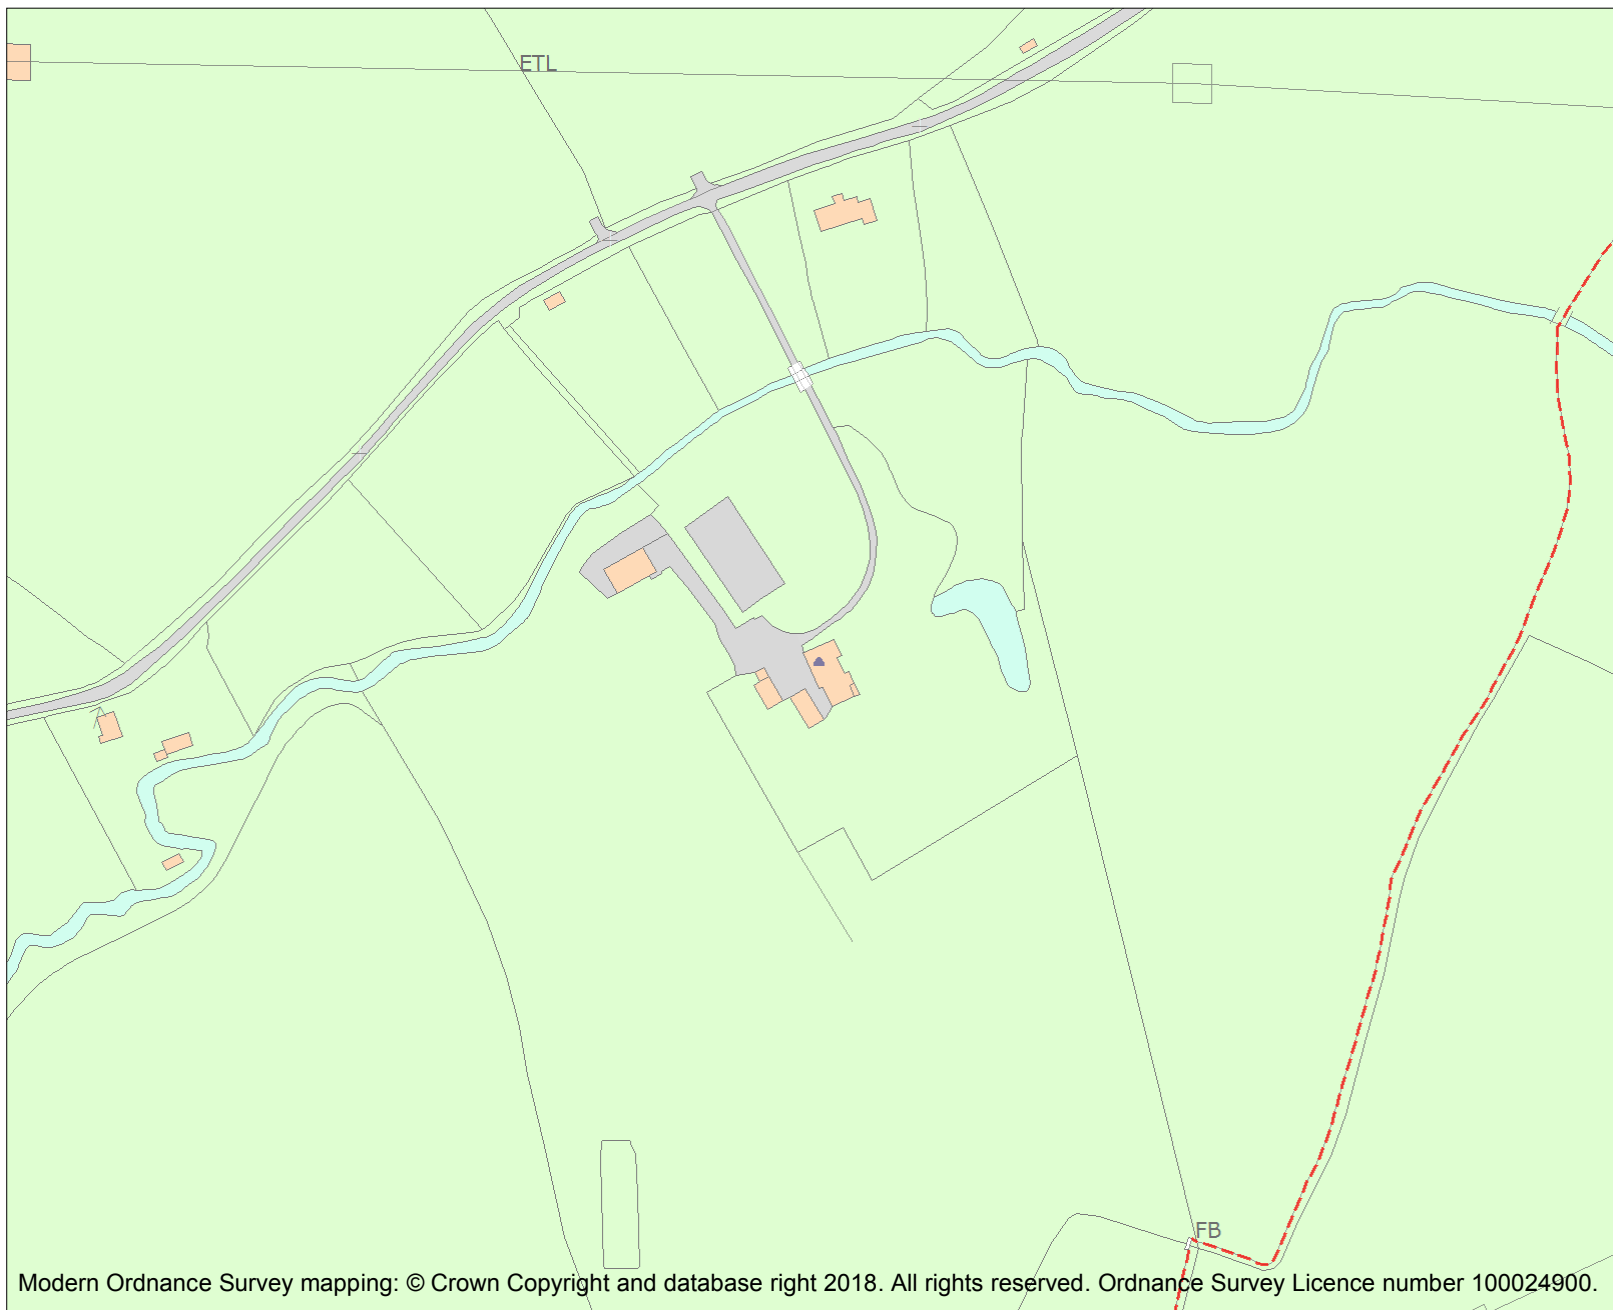 ETL
FB
Modern Ordnance Survey mapping: © Crown Copyright and database right 2018. All rights reserved. Ordnance Survey Licence number 100024900.